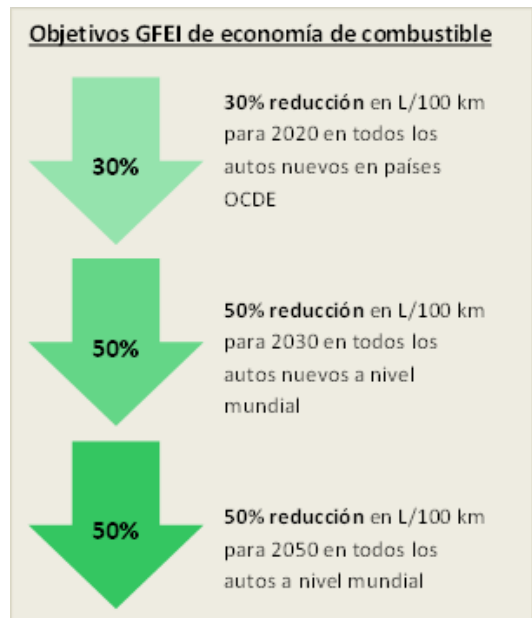 Objetivos GFEI de economía de combustible
30%
30% reducción en L/100 km
para 2020 en todos los
autos nuevos en países
OCDE
50%
50% reducción en L/100 km
para 2030 en todos los
autos nuevos a nivel
mundial
50%
50% reducción en L/100 km
para 2050 en todos los
autos a nivel mundial